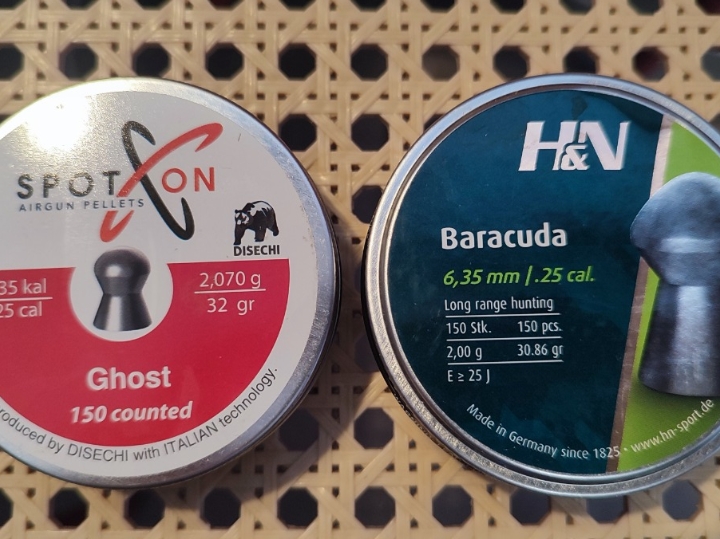 SPOT ON
AIRGUN PELLETS
DISECHI
35 kal
25 cal
2,070 g
32 gr
Ghost
150 counted
roduced by DISECHI with ITALIAN technology.
H&N
Baracuda
6,35 mm / .25 cal.
Long range hunting
150 Stk. 150 pcs.
2,00 g 30.86 gr
E ≥ 25 J
Made in Germany since 1825 • www.hn-sport.de